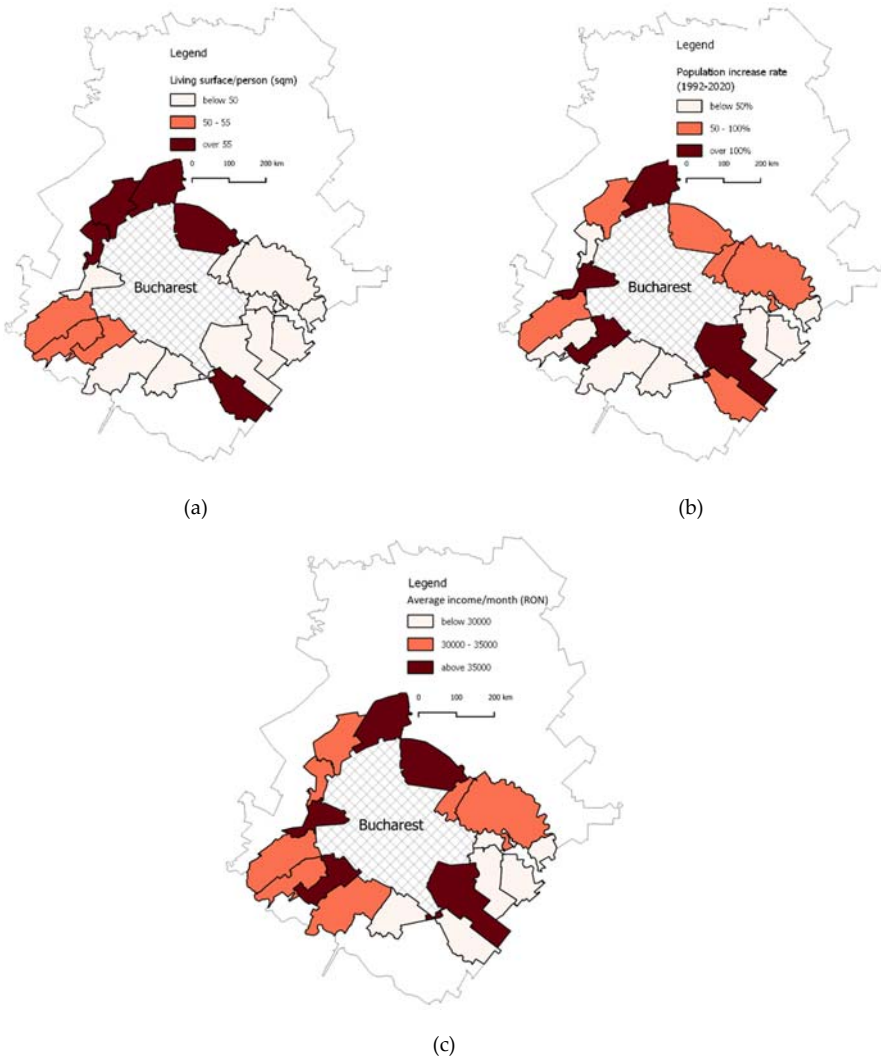 Legend
Living surface/person (sqm)
below 50
50 - 55
over 55
0 100 200 km
Bucharest
(a)
Legend
Population increase rate
(1992-2020)
below 50%
50 - 100%
over 100%
0 100 200 km
Bucharest
(b)
Legend
Average income/month (RON)
below 30000
30000 - 35000
above 35000
0 100 200 km
Bucharest
(c)